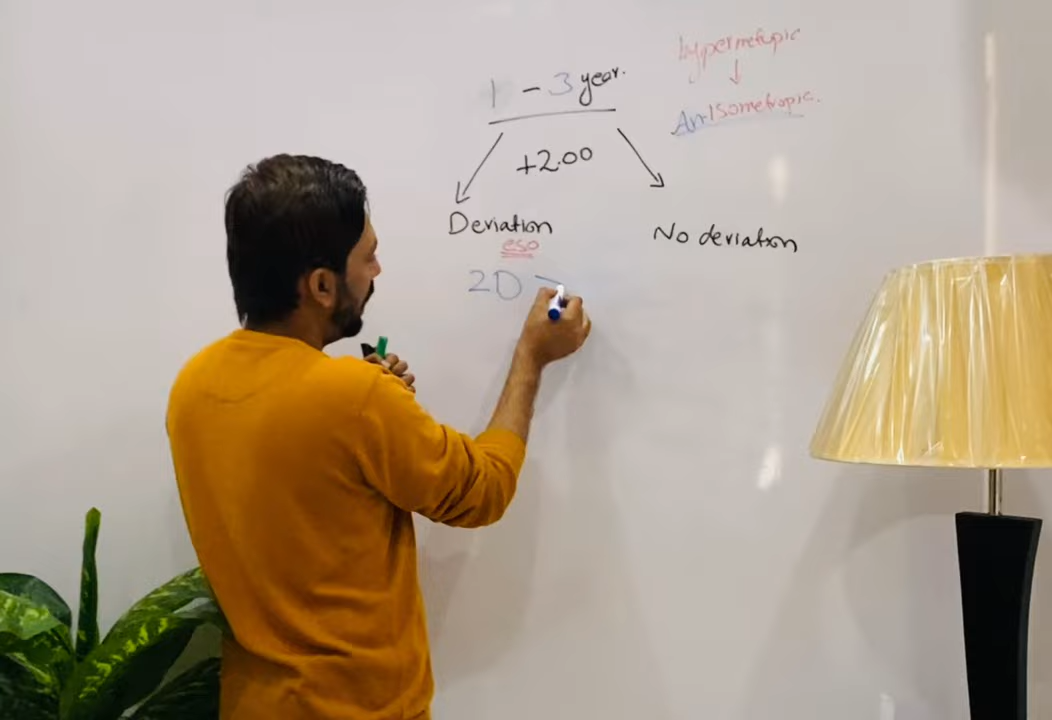 hypermetropic
↓
AnIsometropic.
1 - 3 year.
+2.00
Deviation
eso
No deviation
2D